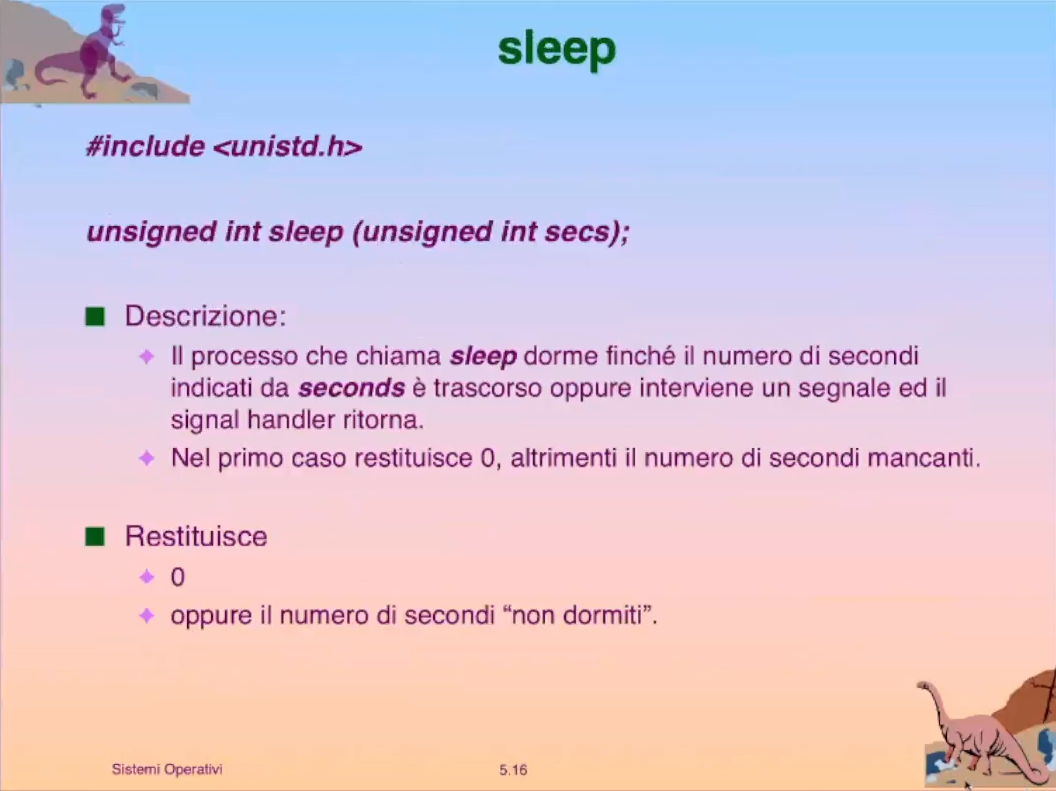 sleep
#include <unistd.h>
unsigned int sleep (unsigned int secs);
Descrizione:
Il processo che chiama sleep dorme finché il numero di secondi
indicati da seconds è trascorso oppure interviene un segnale ed il
signal handler ritorna.
Nel primo caso restituisce 0, altrimenti il numero di secondi mancanti.
Restituisce
0
oppure il numero di secondi “non dormiti”.
Sistemi Operativi
5.16